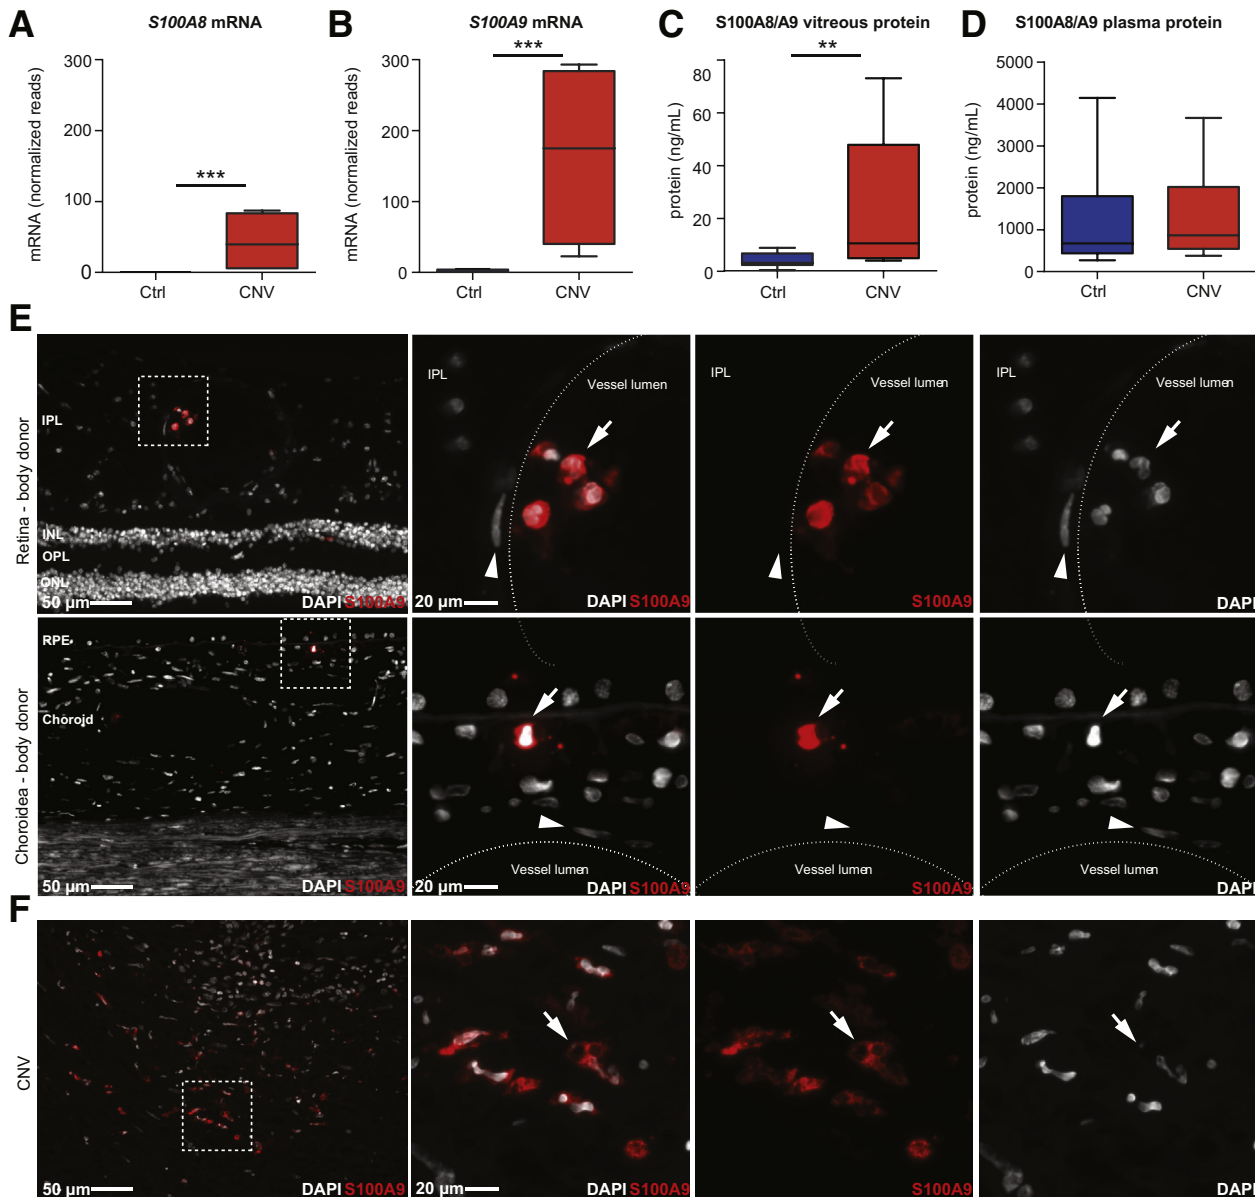 A
S100A8 mRNA
mRNA (normalized reads)
300
200
100
0
***
Ctrl
CNV
B
S100A9 mRNA
mRNA (normalized reads)
300
200
100
0
***
Ctrl
CNV
C
S100A8/A9 vitreous protein
protein (ng/mL)
80
60
40
20
0
**
Ctrl
CNV
D
S100A8/A9 plasma protein
protein (ng/mL)
5000
4000
3000
2000
1000
0
Ctrl
CNV
E
Retina - body donor
IPL
INL
OPL
ONL
50 µm
DAPI S100A9
IPL
Vessel lumen
20 µm
DAPI S100A9
IPL
Vessel lumen
S100A9
IPL
Vessel lumen
DAPI
Choroidea - body donor
RPE
Choroid
50 µm
DAPI S100A9
Vessel lumen
20 µm
DAPI S100A9
Vessel lumen
S100A9
Vessel lumen
DAPI
F
CNV
50 µm
DAPI S100A9
20 µm
DAPI S100A9
S100A9
DAPI